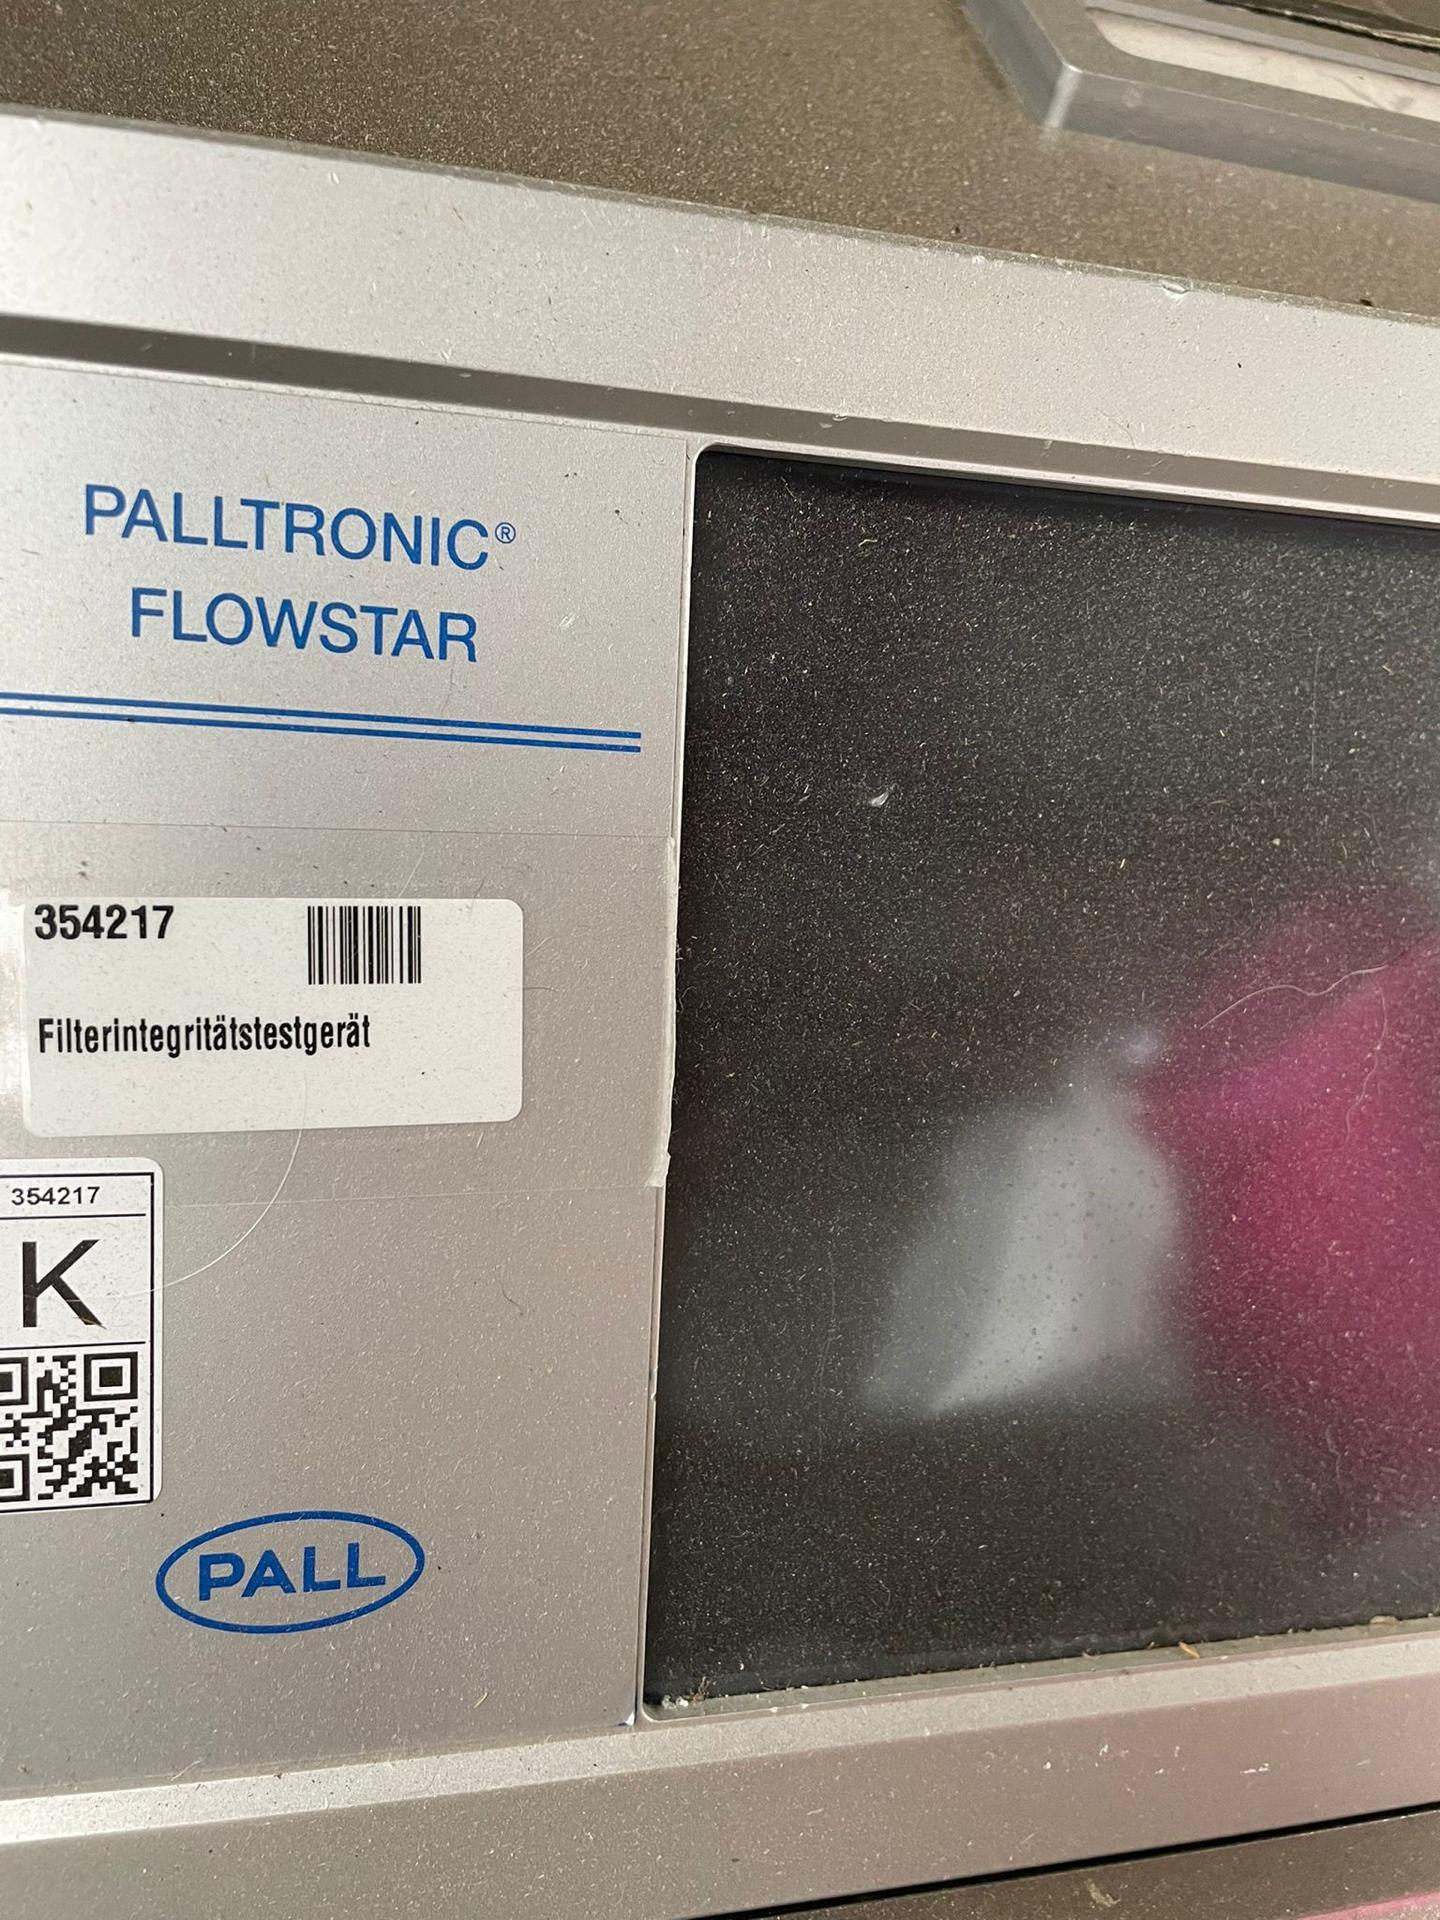 PALLTRONIC®
FLOWSTAR
354217
Filterintegritätstestgerät
354217
K
PALL